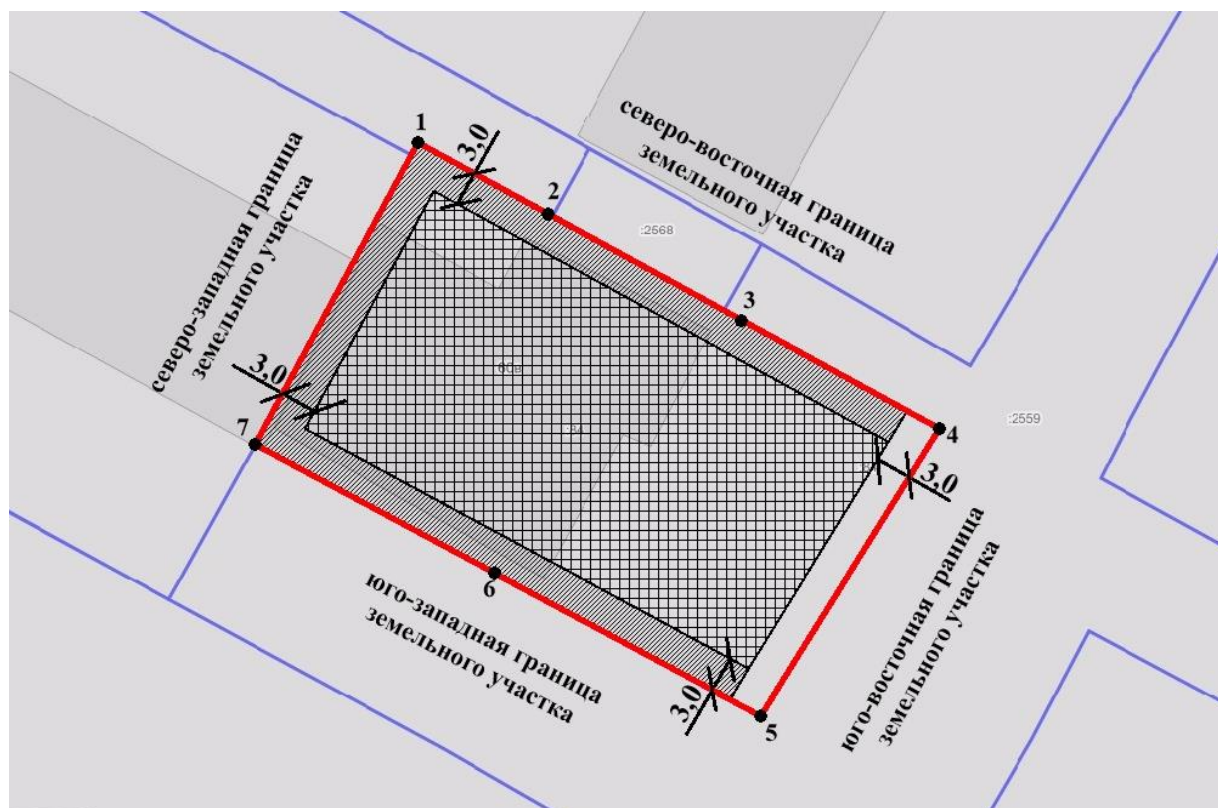 1
3,0
северо-восточная граница
земельного участка
2
:2568
северо-западная граница
земельного участка
3
3,0
7
4
:2559
3,0
юго-западная граница
земельного участка
6
юго-восточная граница
земельного участка
3,0
5